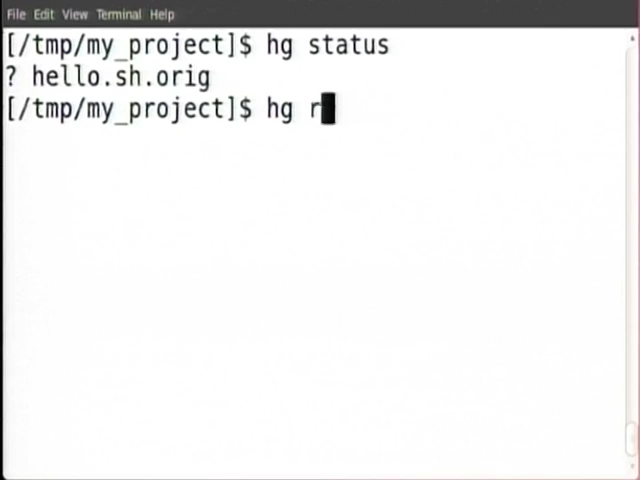 File Edit View Terminal Help
[/tmp/my_project]$ hg status
? hello.sh.orig
[/tmp/my_project]$ hg r